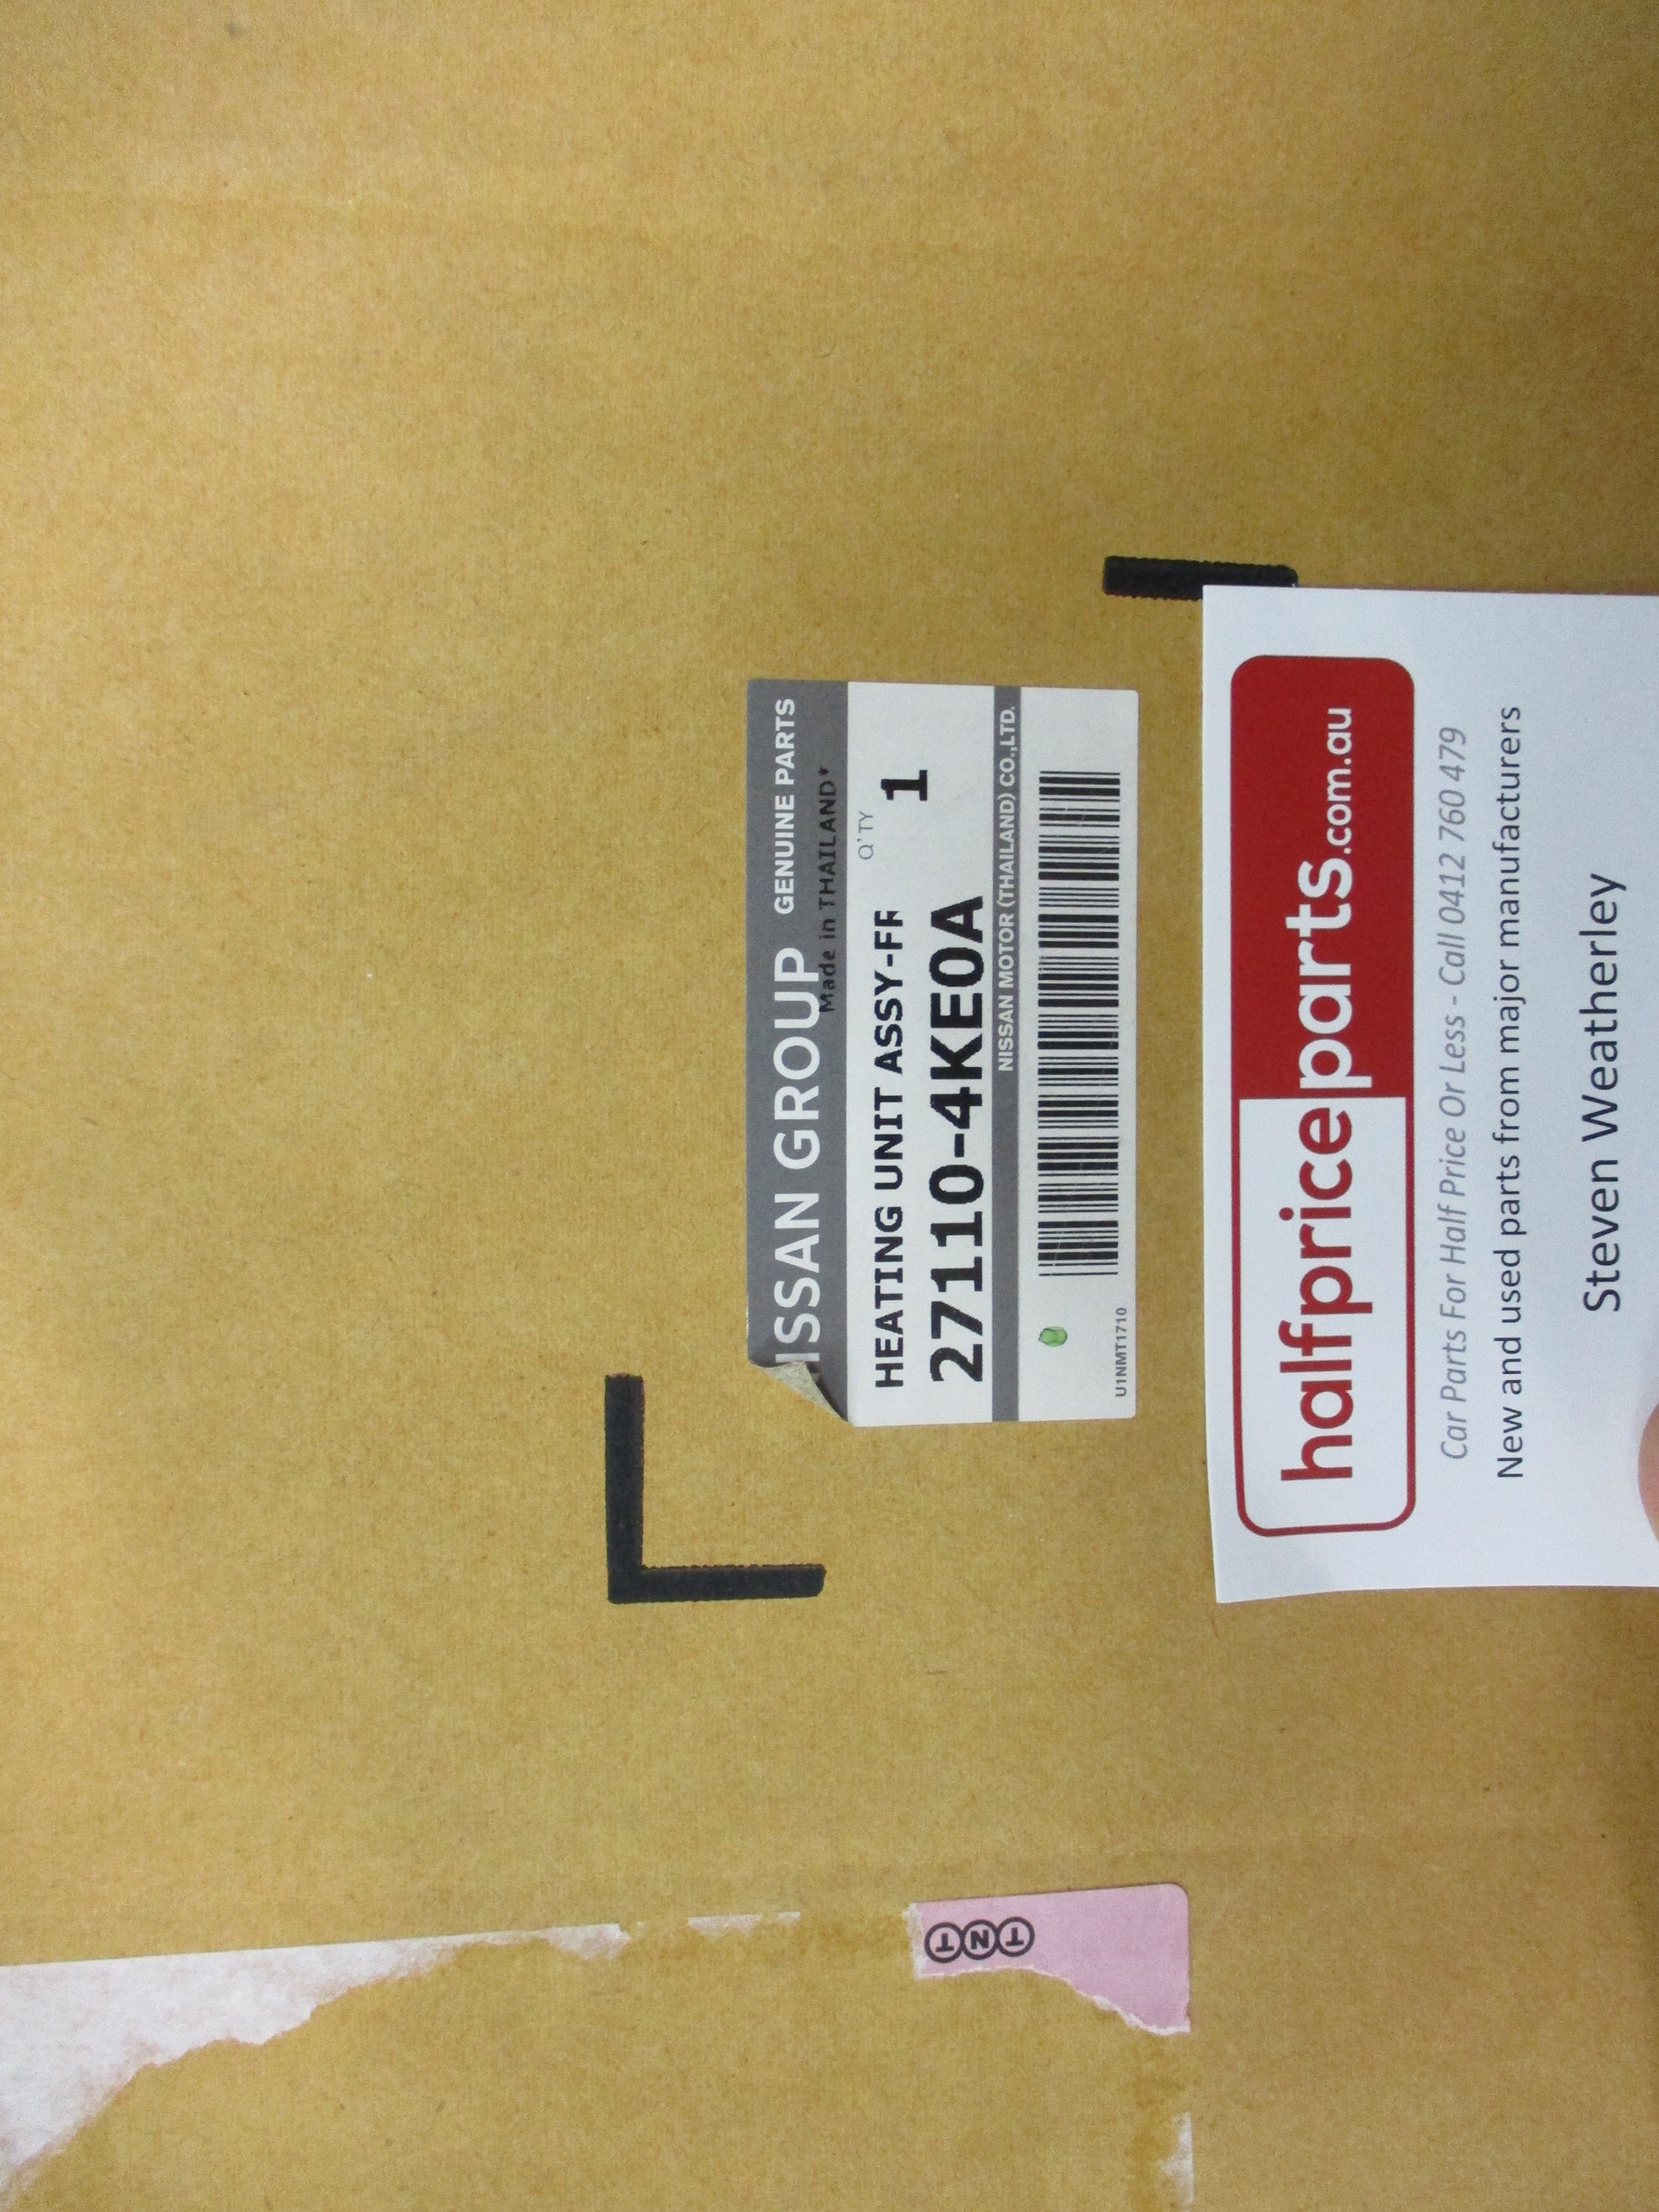 ISSAN GROUP GENUINE PARTS
Made in THAILAND*
HEATING UNIT ASSY-FF
Q'TY
27110-4KE0A
1
NISSAN MOTOR (THAILAND) CO.,LTD.
U1NMT1710
halfpriceparts.com.au
Car Parts For Half Price Or Less - Call 0412 760 479
New and used parts from major manufacturers
Steven Weatherley
TNT